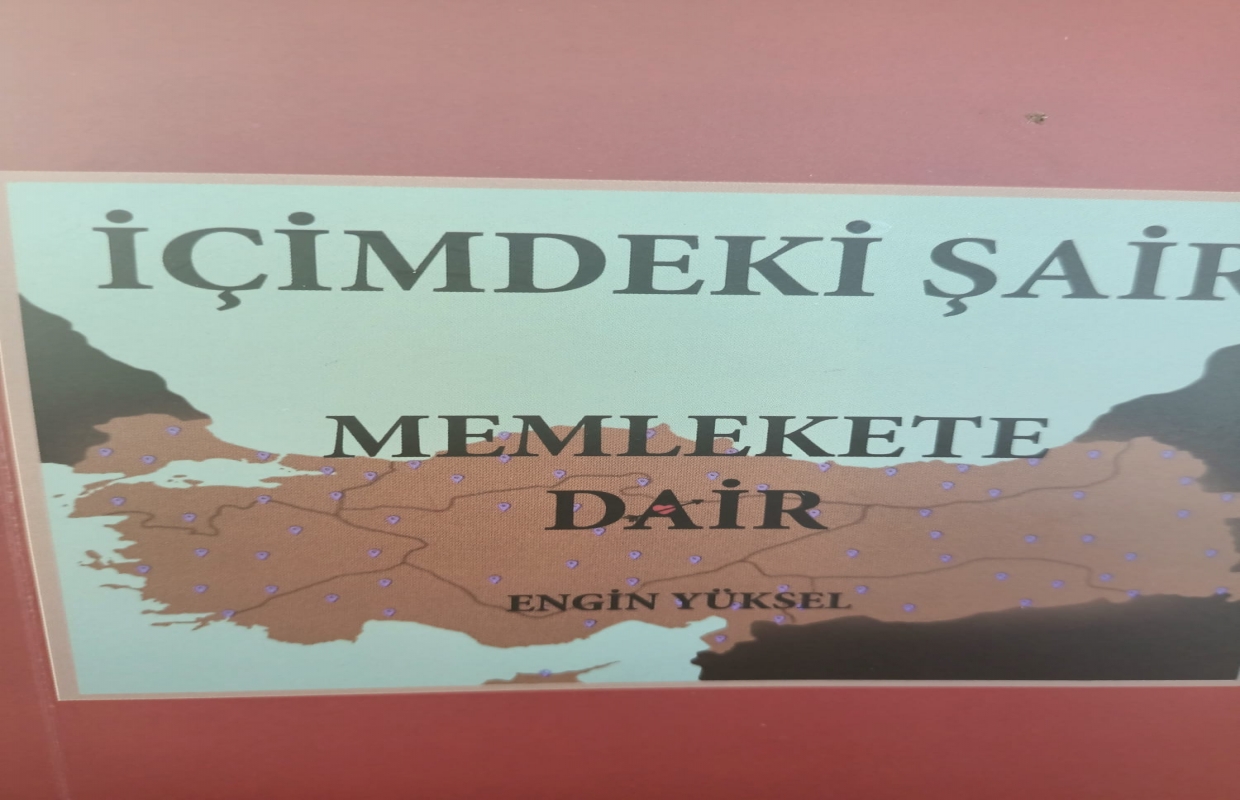 İÇİMDEKİ ŞAİR
MEMLEKETE
DAİR
ENGİN YÜKSEL